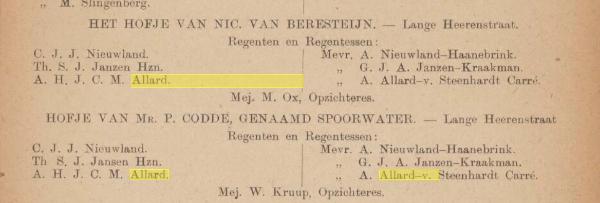 „ M. Slingenberg.
HET HOFJE VAN NIC. VAN BERESTEIJN. — Lange Heerenstraat.
Regenten en Regentessen:
C. J. J. Nieuwland. Mevr. A. Nieuwland–Haanebrink.
Th. S. J. Janzen Hzn. „ G. J. A. Janzen-Kraakman.
A. H. J. C. M. Allard. „ A. Allard–v. Steenhardt Carré.
Mej. M. Ox, Opzichteres.
HOFJE VAN MR. P. CODDE, GENAAMD SPOORWATER. — Lange Heerenstraat
Regenten en Regentessen:
C. J. J. Nieuwland. Mevr. A. Nieuwland–Haanebrink.
Th S. J. Jansen Hzn. „ G. J. A. Janzen-Kraakman.
A. H. J. C. M. Allard. „ A. Allard–v. Steenhardt Carré.
Mej. W. Kruup, Opzichteres.